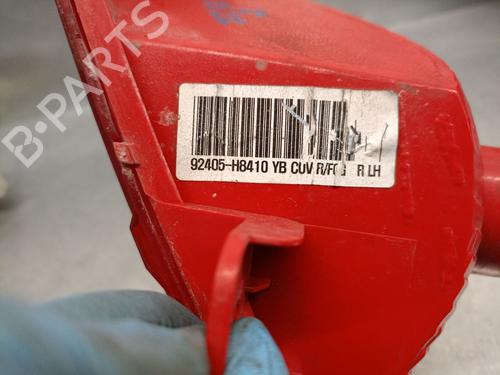 B-PARTS
92405-H8410 YB CUV R/FOG R LH